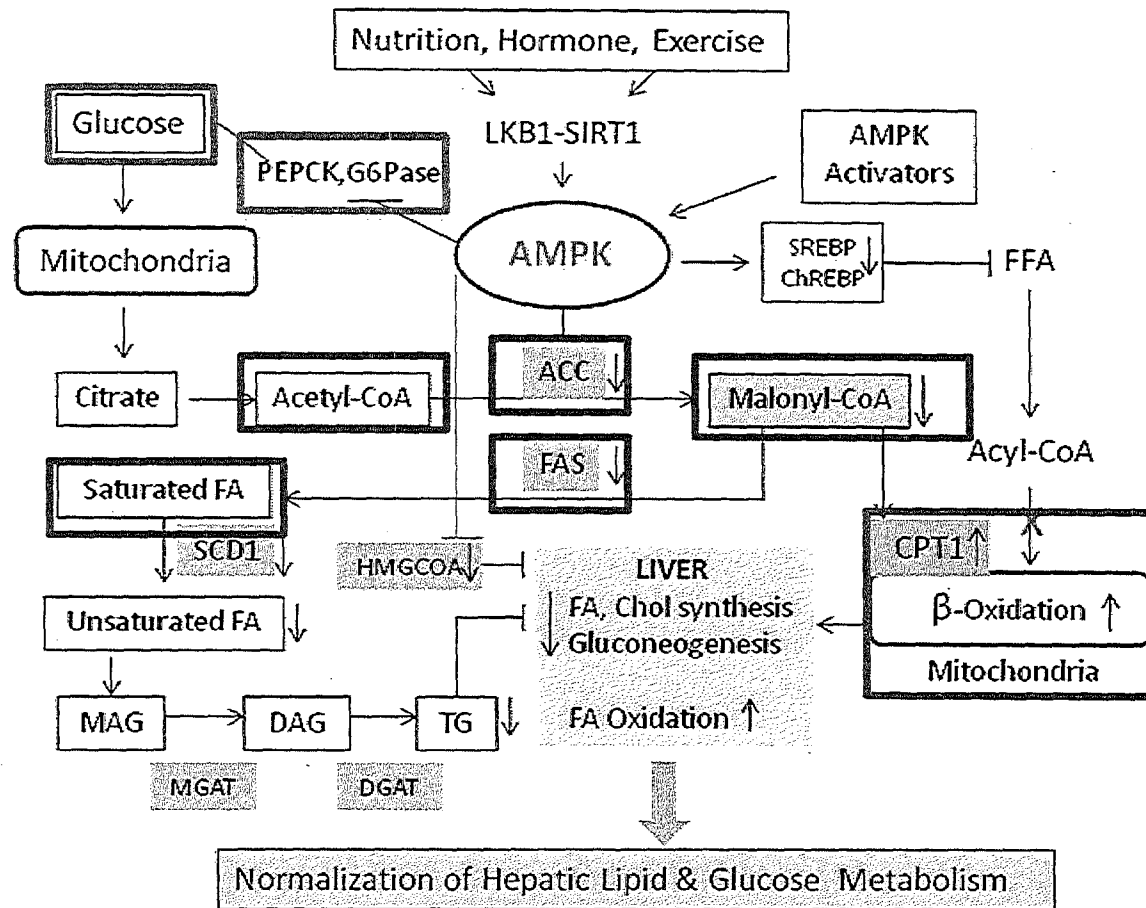 Nutrition, Hormone, Exercise
Glucose
LKB1-SIRT1
AMPK
Activators
PEPCK,G6Pase
Mitochondria
AMPK
SREBP
ChREBP
FFA
Citrate
Acetyl-CoA
ACC
Malonyl-CoA
Saturated FA
FAS
Acyl-CoA
SCD1
HMGCOA
CPT1
LIVER
FA, Chol synthesis
Gluconeogenesis
FA Oxidation
β-Oxidation
Mitochondria
Unsaturated FA
MAG
DAG
TG
MGAT
DGAT
Normalization of Hepatic Lipid & Glucose Metabolism